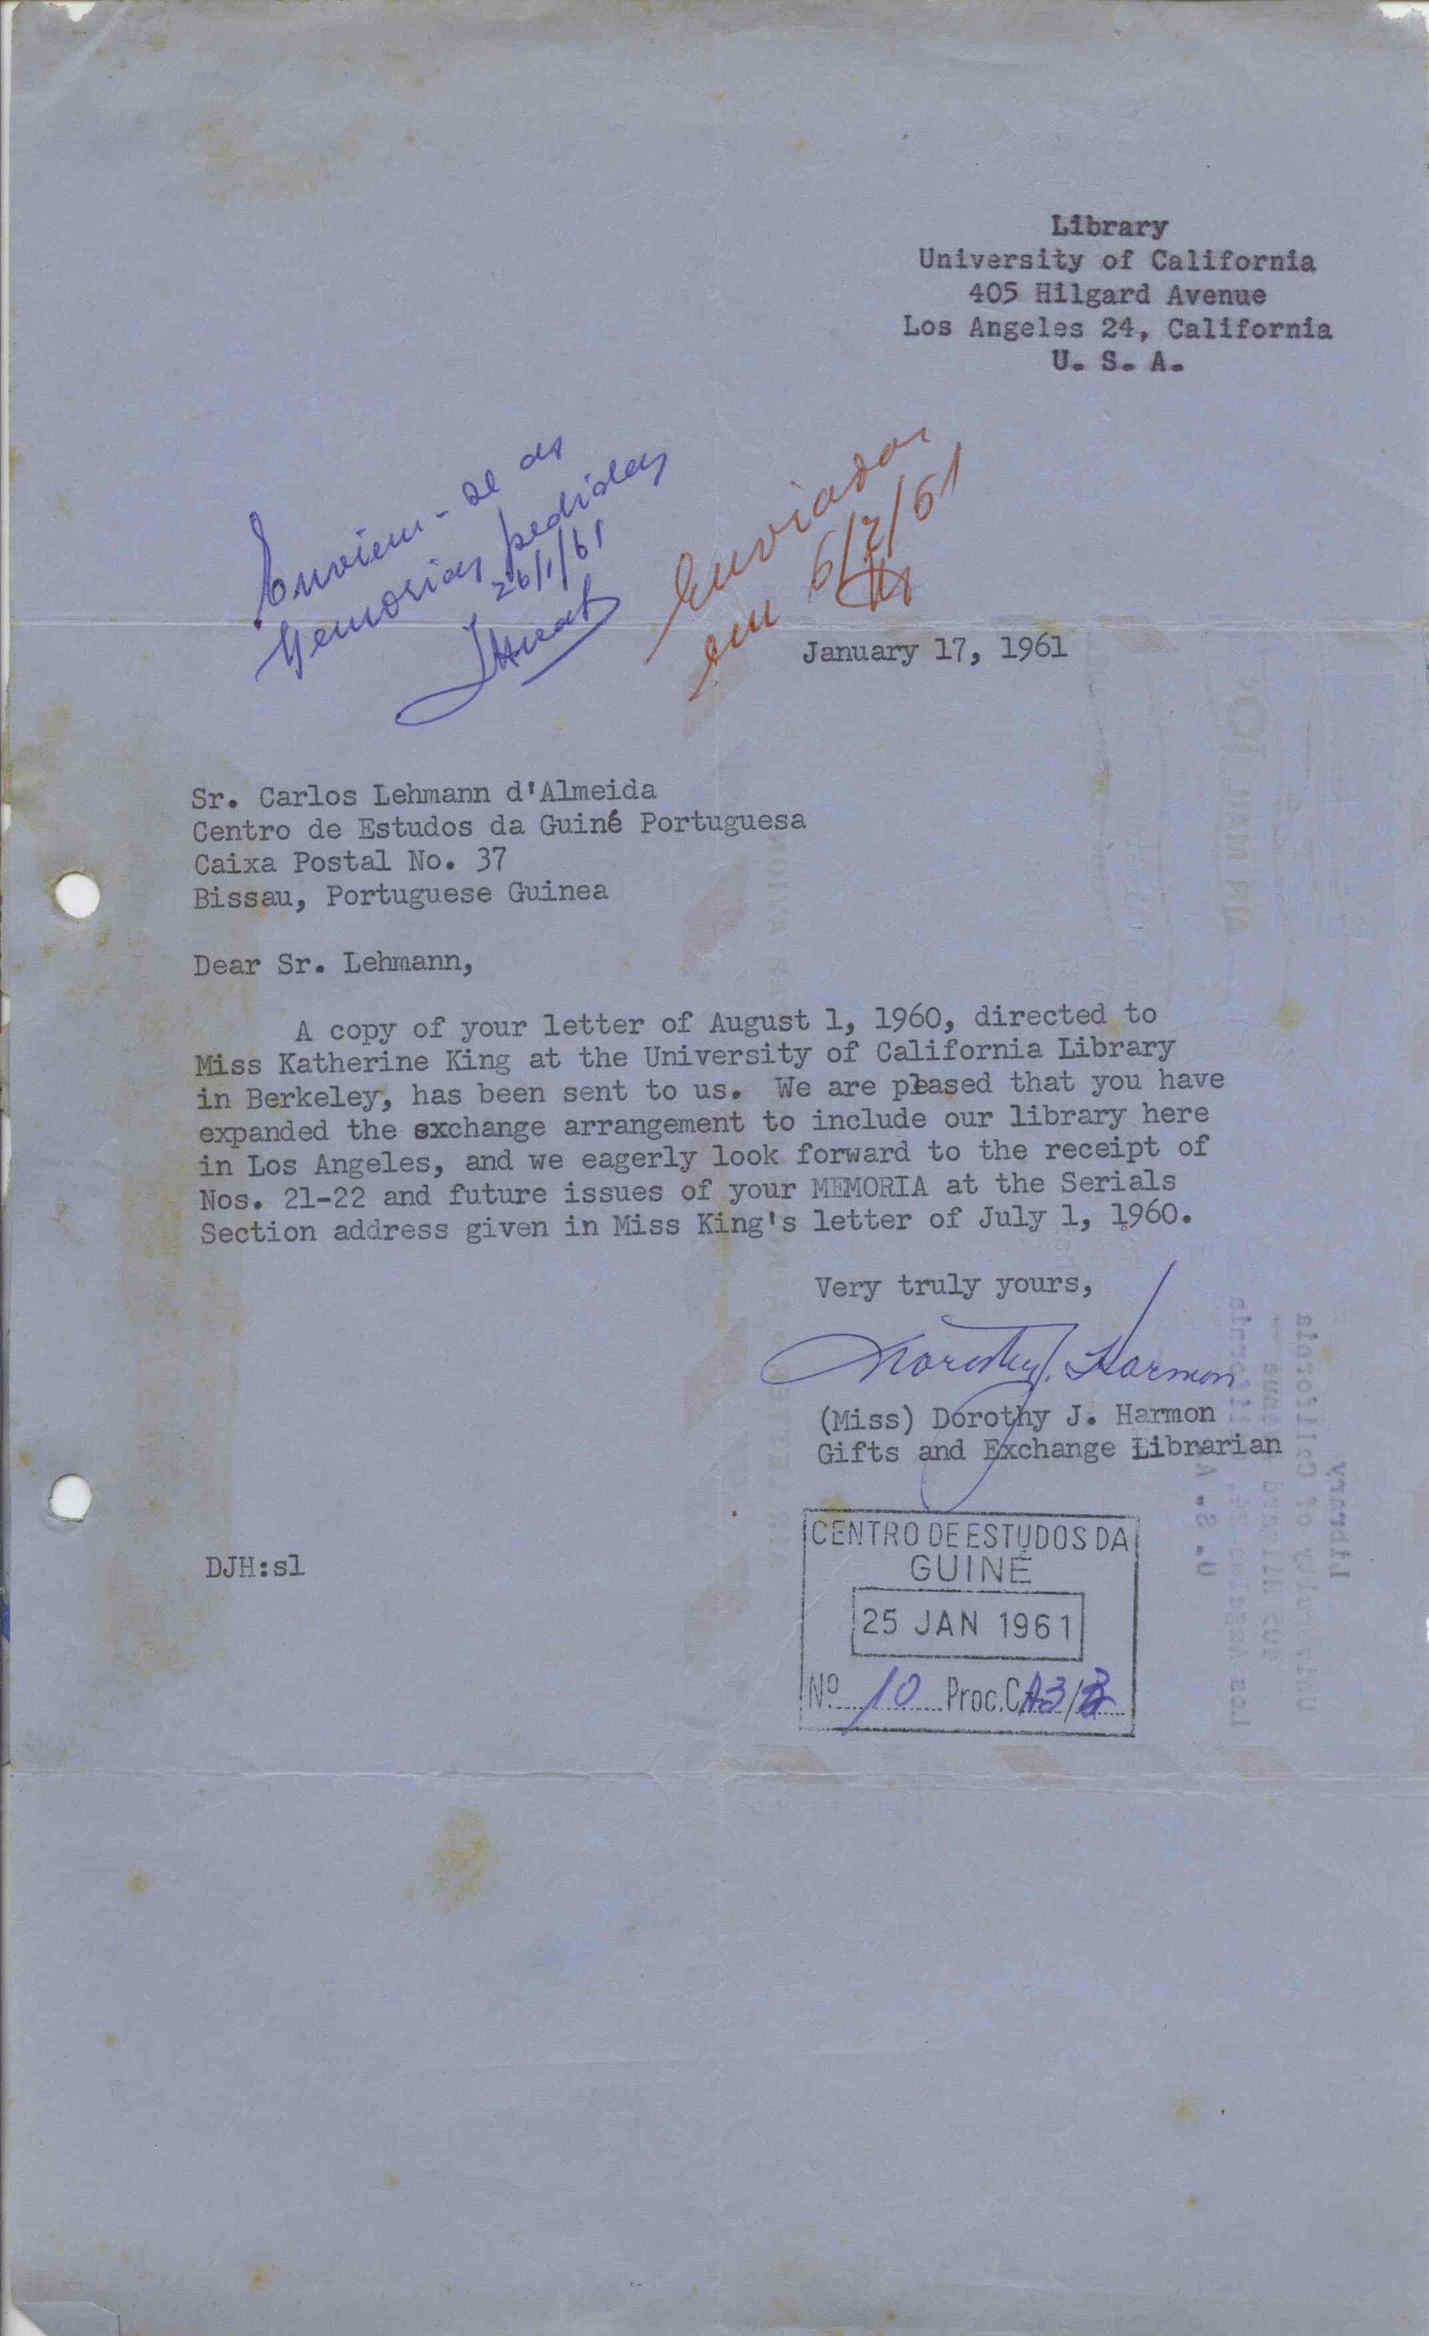 Library
University of California
405 Hilgard Avenue
Los Angeles 24, California
U. S. A.
Enviem-se as
Memorias pedidas
26/1/61
Enviadas
em 6/2/61
January 17, 1961
Sr. Carlos Lehmann d'Almeida
Centro de Estudos da Guiné Portuguesa
Caixa Postal No. 37
Bissau, Portuguese Guinea
Dear Sr. Lehmann,
A copy of your letter of August 1, 1960, directed to
Miss Katherine King at the University of California Library
in Berkeley, has been sent to us. We are pleased that you have
expanded the exchange arrangement to include our library here
in Los Angeles, and we eagerly look forward to the receipt of
Nos. 21-22 and future issues of your MEMORIA at the Serials
Section address given in Miss King's letter of July 1, 1960.
Very truly yours,
Dorothy J. Harmon
(Miss) Dorothy J. Harmon
Gifts and Exchange Librarian
DJH:sl
CENTRO DE ESTUDOS DA
GUINÉ
25 JAN 1961
Nº 10 Proc. CA3/